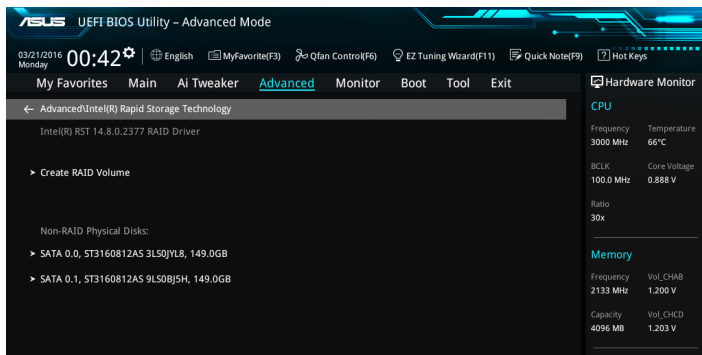 ASUS UEFI BIOS Utility – Advanced Mode
03/21/2016
Monday
00:42
English
MyFavorite(F3)
Qfan Control(F6)
EZ Tuning Wizard(F11)
Quick Note(F9)
? Hot Keys
My Favorites Main Ai Tweaker Advanced Monitor Boot Tool Exit
Hardware Monitor
← Advanced\Intel(R) Rapid Storage Technology
Intel(R) RST 14.8.0.2377 RAID Driver
> Create RAID Volume
Non-RAID Physical Disks:
> SATA 0.0, ST3160812AS 3LS0JYL8, 149.0GB
> SATA 0.1, ST3160812AS 9LS0BJ5H, 149.0GB
CPU
Frequency Temperature
3000 MHz 66°C
BCLK Core Voltage
100.0 MHz 0.888 V
Ratio
30x
Memory
Frequency Vol_CHAB
2133 MHz 1.200 V
Capacity Vol_CHCD
4096 MB 1.203 V